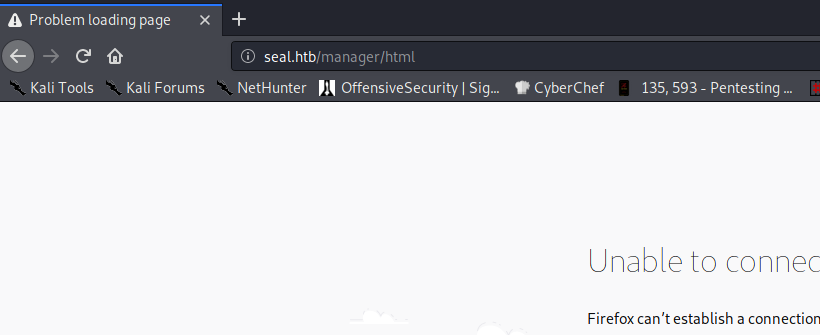 Problem loading page
seal.htb/manager/html
Kali Tools Kali Forums NetHunter OffensiveSecurity | Sig... CyberChef 135, 593 - Pentesting ...
Unable to connec
Firefox can't establish a connection